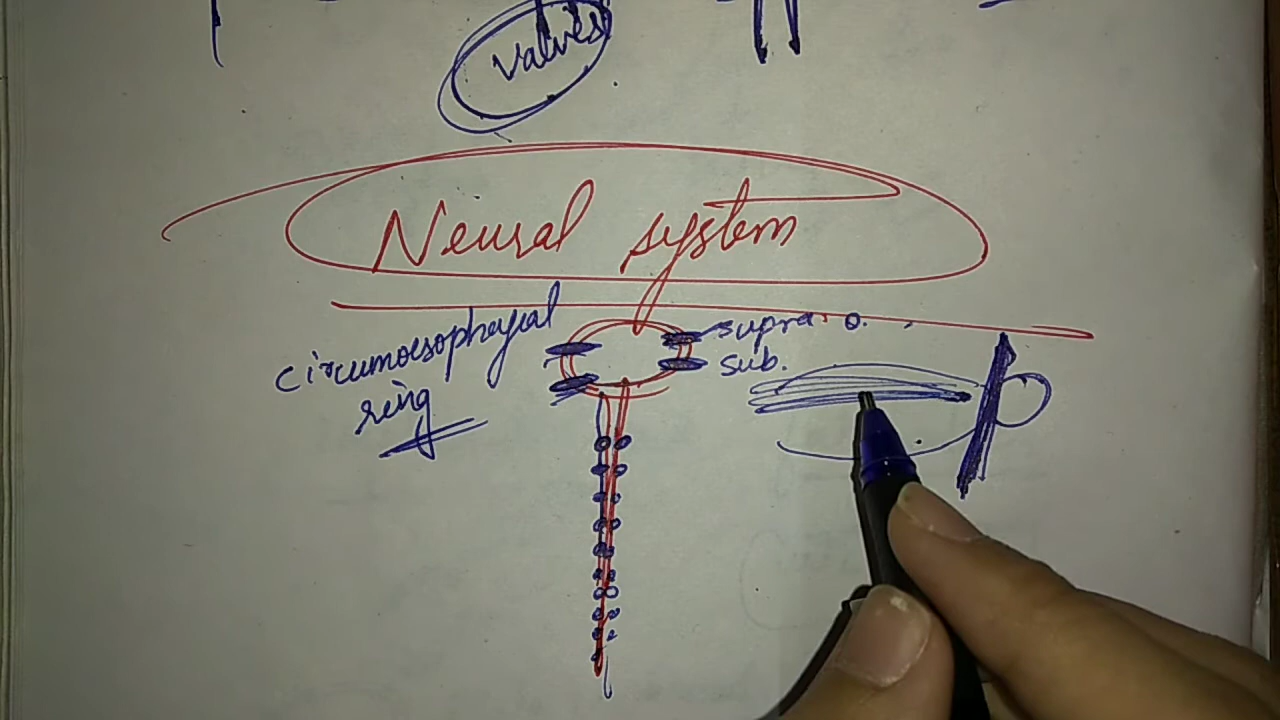 valves
Neural system
circumoesophageal
ring
supra o.
sub.